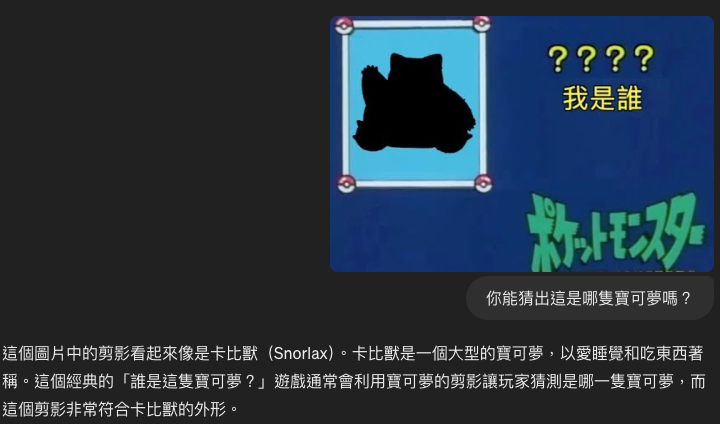 ？？？？
我是誰
ポケットモンスター
你能猜出這是哪隻寶可夢嗎？
這個圖片中的剪影看起來像是卡比獸（Snorlax）。卡比獸是一個大型的寶可夢，以愛睡覺和吃東西著
稱。這個經典的「誰是這隻寶可夢？」遊戲通常會利用寶可夢的剪影讓玩家猜測是哪一隻寶可夢，而
這個剪影非常符合卡比獸的外形。